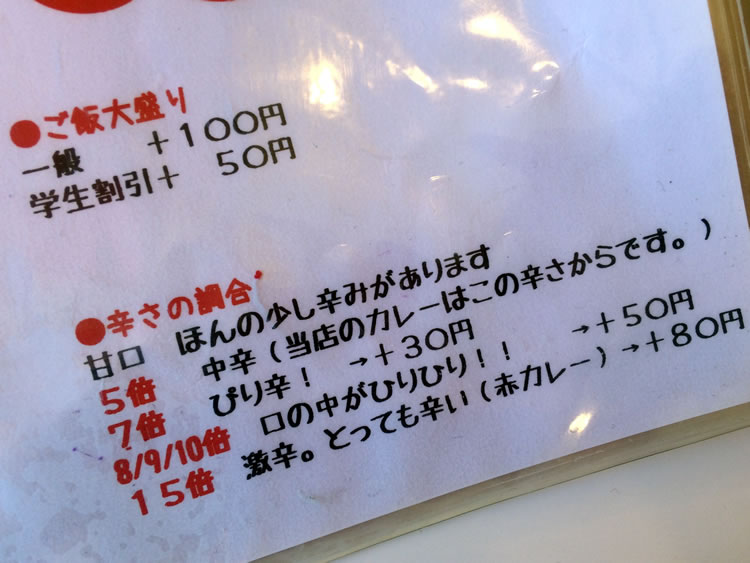 ●ご飯大盛り
一般 +100円
学生割引+ 50円
●辛さの調合
甘口 ほんの少し辛みがあります
5倍 中辛(当店のカレーはこの辛さからです。)
7倍 ぴり辛! →+30円
8/9/10倍 口の中がひりひり!! →+50円
15倍 激辛。とっても辛い(赤カレー)→+80円